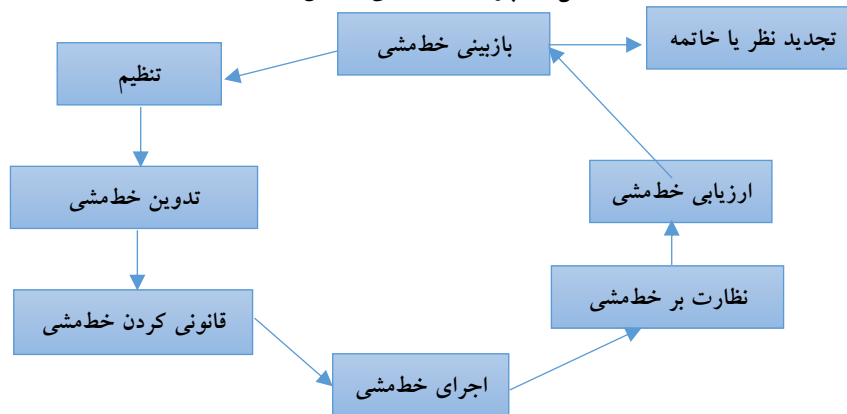 بازبینی خط‌مشی
تجدید نظر یا خاتمه
تنظیم
تدوین خط‌مشی
قانونی کردن خط‌مشی
اجرای خط‌مشی
نظارت بر خط‌مشی
ارزیابی خط‌مشی